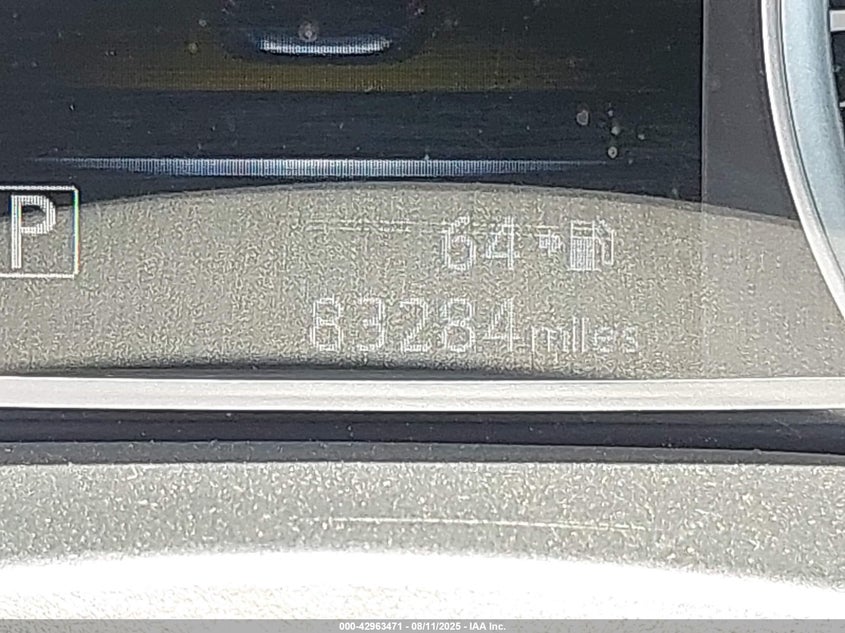 P
64
83284 miles
000-42963471 - 08/11/2025 - IAA Inc.